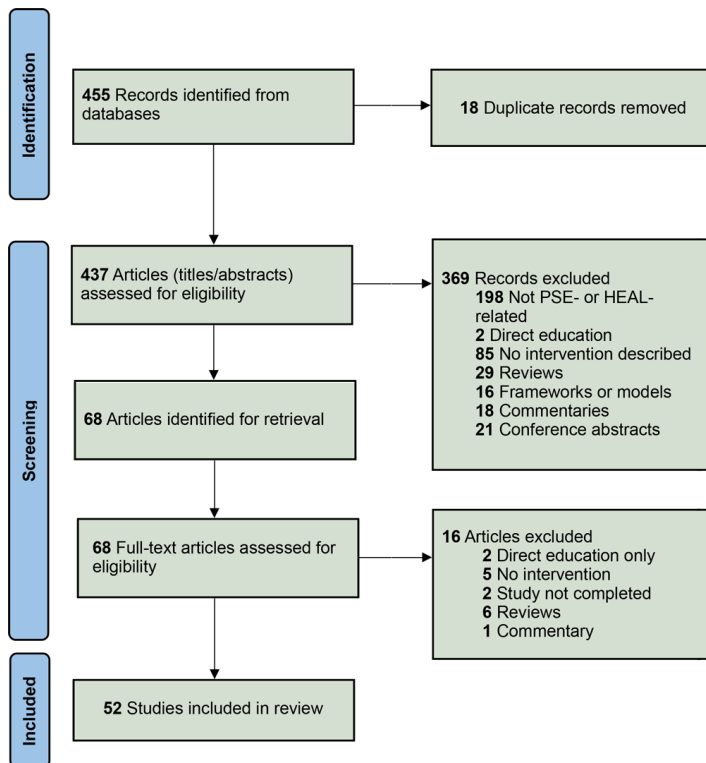 Identification
455 Records identified from
databases
18 Duplicate records removed
Screening
437 Articles (titles/abstracts)
assessed for eligibility
369 Records excluded
198 Not PSE- or HEAL-
related
2 Direct education
85 No intervention described
29 Reviews
16 Frameworks or models
18 Commentaries
21 Conference abstracts
68 Articles identified for retrieval
68 Full-text articles assessed for
eligibility
16 Articles excluded
2 Direct education only
5 No intervention
2 Study not completed
6 Reviews
1 Commentary
Included
52 Studies included in review